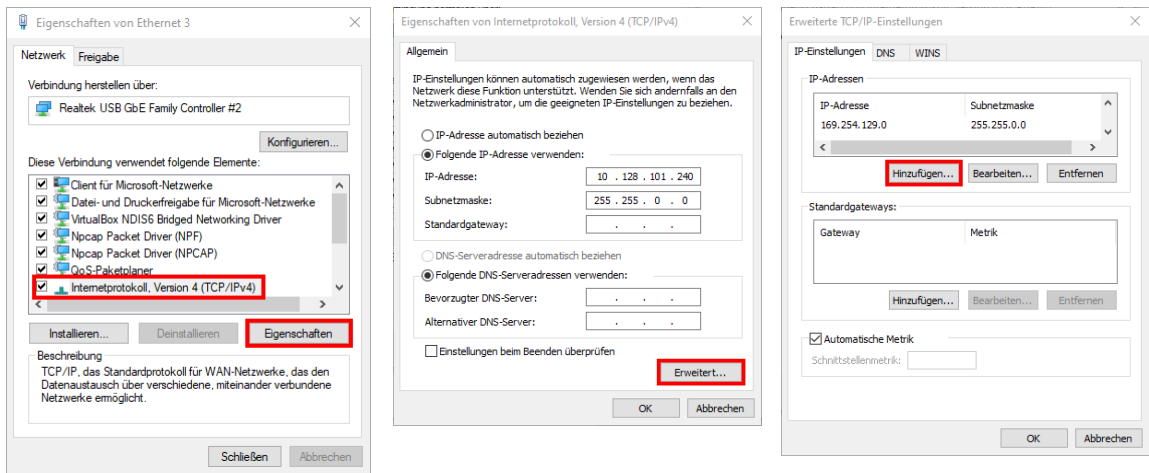 Eigenschaften von Ethernet 3
Netzwerk
Freigabe
Verbindung herstellen über:
Realtek USB GbE Family Controller #2
Konfigurieren...
Diese Verbindung verwendet folgende Elemente:
Client für Microsoft-Netzwerke
Datei- und Druckerfreigabe für Microsoft-Netzwerke
VirtualBox NDIS6 Bridged Networking Driver
Npcap Packet Driver (NPF)
Npcap Packet Driver (NPCAP)
QoS-Paketplaner
Internetprotokoll, Version 4 (TCP/IPv4)
Installieren...
Deinstallieren
Eigenschaften
Beschreibung
TCP/IP, das Standardprotokoll für WAN-Netzwerke, das den
Datenaustausch über verschiedene, miteinander verbundene
Netzwerke ermöglicht.
Schließen
Abbrechen
Eigenschaften von Internetprotokoll, Version 4 (TCP/IPv4)
Allgemein
IP-Einstellungen können automatisch zugewiesen werden, wenn das
Netzwerk diese Funktion unterstützt. Wenden Sie sich andernfalls an den
Netzwerkadministrator, um die geeigneten IP-Einstellungen zu beziehen.
IP-Adresse automatisch beziehen
Folgende IP-Adresse verwenden:
IP-Adresse: 10 . 128 . 101 . 240
Subnetzmaske: 255 . 255 . 0 . 0
Standardgateway: . . .
DNS-Serveradresse automatisch beziehen
Folgende DNS-Serveradressen verwenden:
Bevorzugter DNS-Server: . . .
Alternativer DNS-Server: . . .
Einstellungen beim Beenden überprüfen
Erweitert...
OK
Abbrechen
Erweiterte TCP/IP-Einstellungen
IP-Einstellungen
DNS
WINS
IP-Adressen
IP-Adresse Subnetzmaske
169.254.129.0 255.255.0.0
Hinzufügen...
Bearbeiten...
Entfernen
Standardgateways:
Gateway Metrik
Hinzufügen...
Bearbeiten...
Entfernen
Automatische Metrik
Schnittstellenmetrik:
OK
Abbrechen